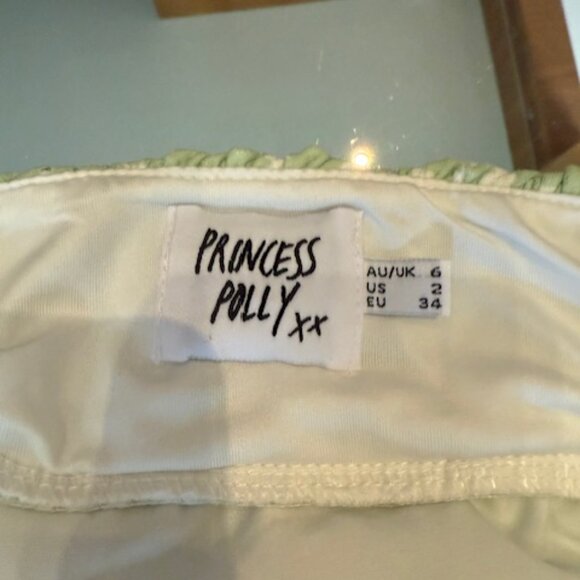 PRINCESS
POLLY xx
AU/UK 6
US 2
EU 34